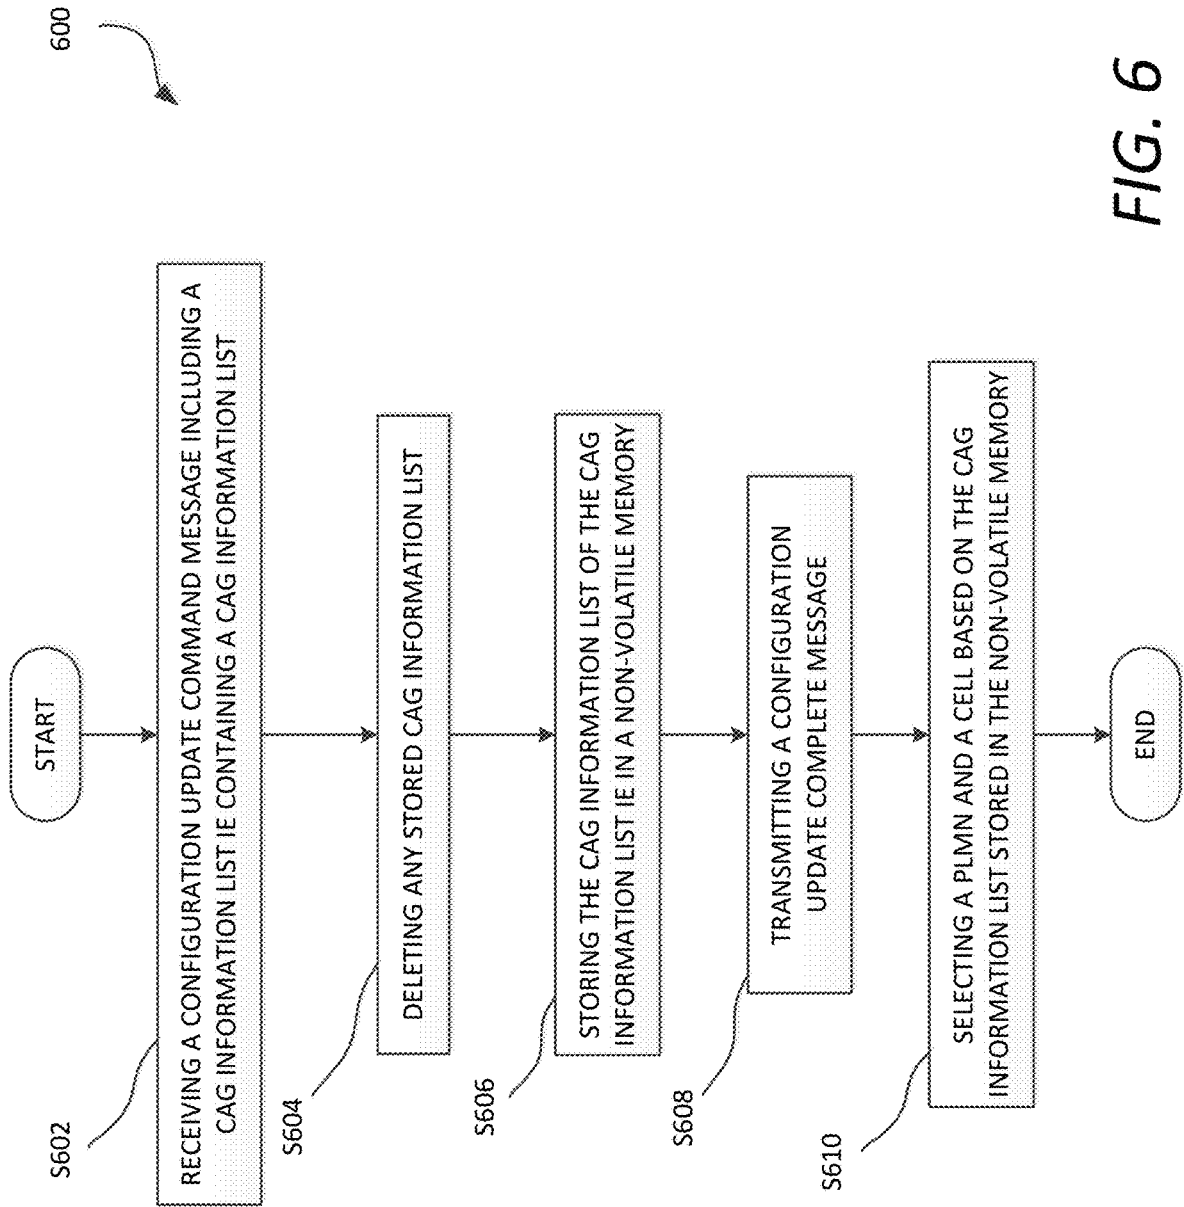 600
START
S602
RECEIVING A CONFIGURATION UPDATE COMMAND MESSAGE INCLUDING A
CAG INFORMATION LIST IE CONTAINING A CAG INFORMATION LIST
S604
DELETING ANY STORED CAG INFORMATION LIST
S606
STORING THE CAG INFORMATION LIST OF THE CAG
INFORMATION LIST IE IN A NON-VOLATILE MEMORY
S608
TRANSMITTING A CONFIGURATION
UPDATE COMPLETE MESSAGE
S610
SELECTING A PLMN AND A CELL BASED ON THE CAG
INFORMATION LIST STORED IN THE NON-VOLATILE MEMORY
END
FIG. 6